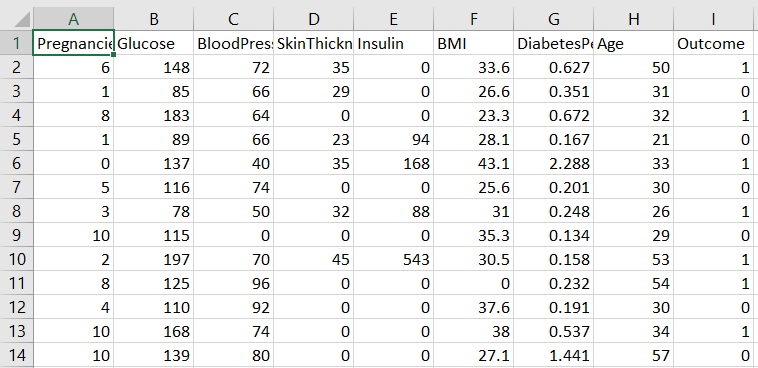 A B C D E F G H I
1 Pregnancie Glucose BloodPress SkinThickn Insulin BMI DiabetesPe Age Outcome
2 6 148 72 35 0 33.6 0.627 50 1
3 1 85 66 29 0 26.6 0.351 31 0
4 8 183 64 0 0 23.3 0.672 32 1
5 1 89 66 23 94 28.1 0.167 21 0
6 0 137 40 35 168 43.1 2.288 33 1
7 5 116 74 0 0 25.6 0.201 30 0
8 3 78 50 32 88 31 0.248 26 1
9 10 115 0 0 0 35.3 0.134 29 0
10 2 197 70 45 543 30.5 0.158 53 1
11 8 125 96 0 0 0 0.232 54 1
12 4 110 92 0 0 37.6 0.191 30 0
13 10 168 74 0 0 38 0.537 34 1
14 10 139 80 0 0 27.1 1.441 57 0